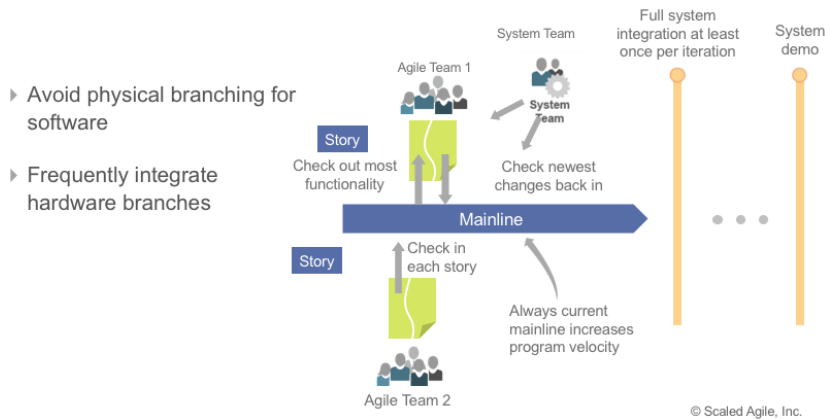 Avoid physical branching for
software
Frequently integrate
hardware branches
System Team
Agile Team 1
System
Team
Story
Check out most
functionality
Check newest
changes back in
Mainline
Story
Check in
each story
Always current
mainline increases
program velocity
Agile Team 2
Full system
integration at least
once per iteration
System
demo
© Scaled Agile, Inc.